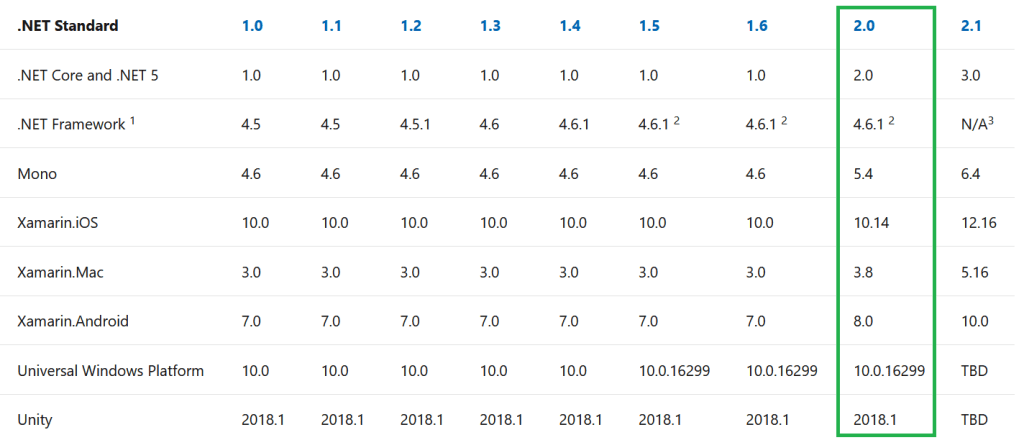 .NET Standard 1.0 1.1 1.2 1.3 1.4 1.5 1.6 2.0 2.1
.NET Core and .NET 5 1.0 1.0 1.0 1.0 1.0 1.0 1.0 2.0 3.0
.NET Framework 1 4.5 4.5 4.5.1 4.6 4.6.1 4.6.1 2 4.6.1 2 4.6.1 2 N/A3
Mono 4.6 4.6 4.6 4.6 4.6 4.6 4.6 5.4 6.4
Xamarin.iOS 10.0 10.0 10.0 10.0 10.0 10.0 10.0 10.14 12.16
Xamarin.Mac 3.0 3.0 3.0 3.0 3.0 3.0 3.0 3.8 5.16
Xamarin.Android 7.0 7.0 7.0 7.0 7.0 7.0 7.0 8.0 10.0
Universal Windows Platform 10.0 10.0 10.0 10.0 10.0 10.0.16299 10.0.16299 10.0.16299 TBD
Unity 2018.1 2018.1 2018.1 2018.1 2018.1 2018.1 2018.1 2018.1 TBD